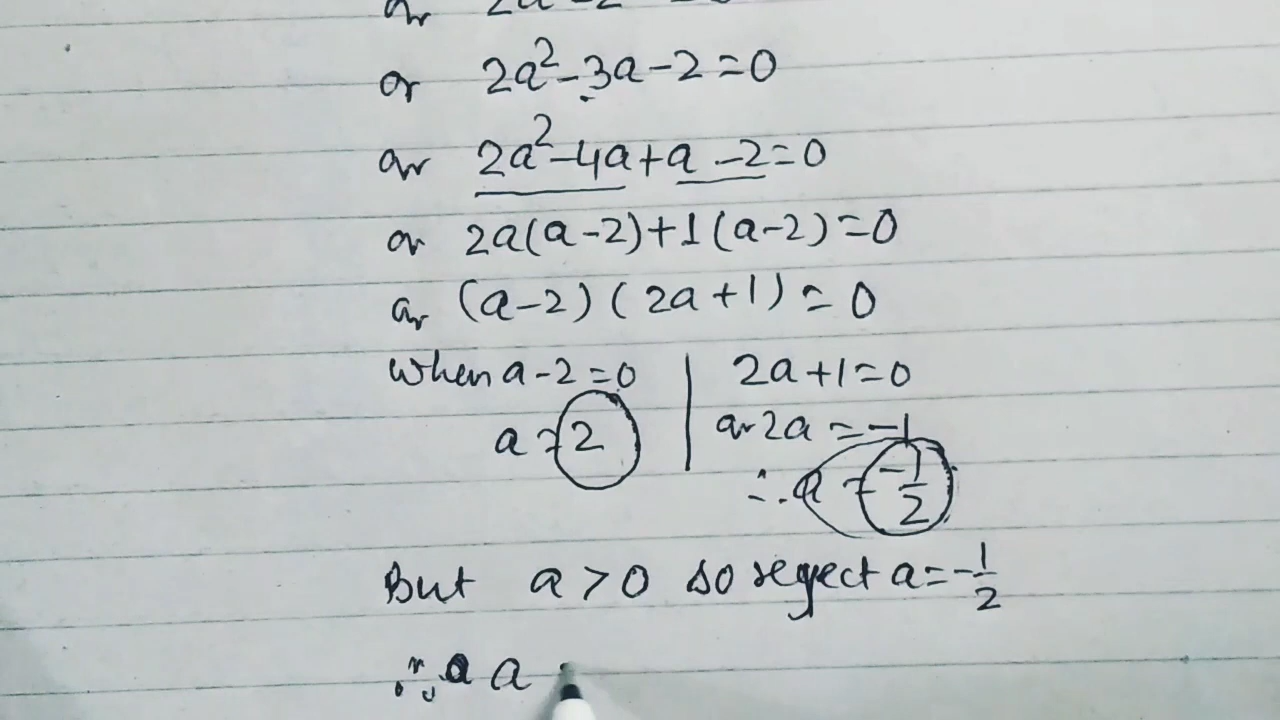 or 2a² - 3a - 2 = 0
or 2a² - 4a + a - 2 = 0
or 2a(a-2) + 1(a-2) = 0
or (a-2)(2a+1) = 0
When a - 2 = 0 | 2a + 1 = 0
a = 2 | or 2a = -1
∴ a = -1/2
But a > 0 so reject a = -1/2
∴ a a